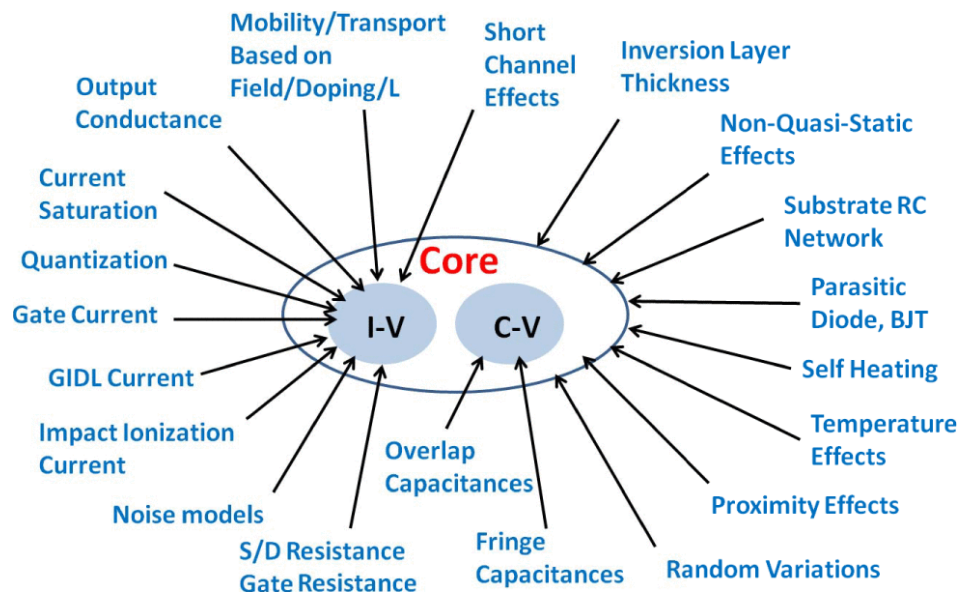 Mobility/Transport
Based on
Field/Doping/L
Short
Channel
Effects
Inversion Layer
Thickness
Output
Conductance
Non-Quasi-Static
Effects
Current
Saturation
Substrate RC
Network
Quantization
Core
Gate Current
I-V
C-V
Parasitic
Diode, BJT
GIDL Current
Self Heating
Impact Ionization
Current
Overlap
Capacitances
Temperature
Effects
Noise models
Proximity Effects
S/D Resistance
Gate Resistance
Fringe
Capacitances
Random Variations